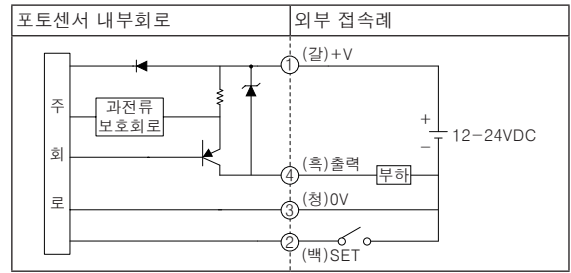 포토센서 내부회로
외부 접속례
주
회
로
과전류
보호회로
① (갈)+V
+
−
12−24VDC
④ (흑)출력
부하
③ (청)0V
②
(백)SET